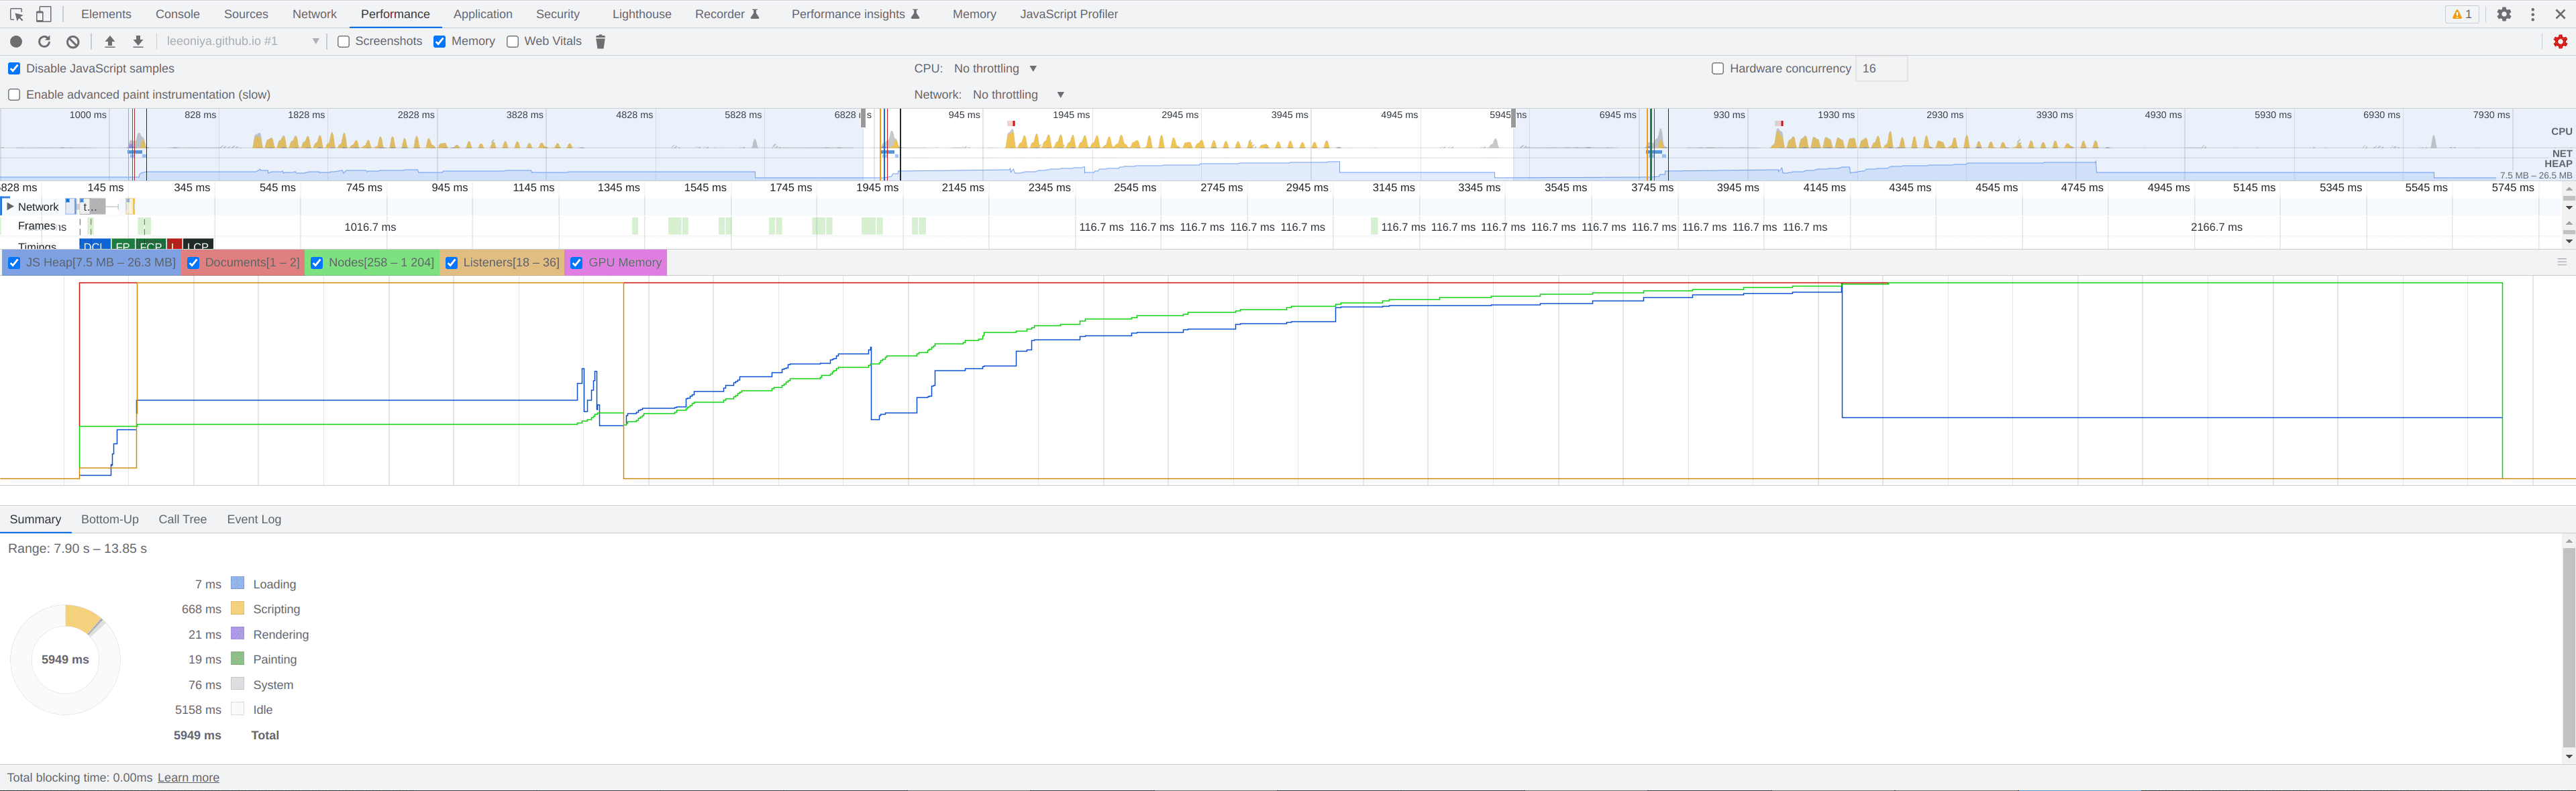 Elements Console Sources Network Performance Application Security Lighthouse Recorder Performance insights Memory JavaScript Profiler 1
leeoniya.github.io #1 Screenshots Memory Web Vitals
Disable JavaScript samples CPU: No throttling Hardware concurrency 16
Enable advanced paint instrumentation (slow) Network: No throttling
1000 ms 828 ms 1828 ms 2828 ms 3828 ms 4828 ms 5828 ms 6828 945 ms 1945 ms 2945 ms 3945 ms 4945 ms 5945 ms 6945 ms 930 ms 1930 ms 2930 ms 3930 ms 4930 ms 5930 ms 6930 ms 7930 ms
CPU
NET
HEAP
7.5 MB – 26.5 MB
828 ms 145 ms 345 ms 545 ms 745 ms 945 ms 1145 ms 1345 ms 1545 ms 1745 ms 1945 ms 2145 ms 2345 ms 2545 ms 2745 ms 2945 ms 3145 ms 3345 ms 3545 ms 3745 ms 3945 ms 4145 ms 4345 ms 4545 ms 4745 ms 4945 ms 5145 ms 5345 ms 5545 ms 5745 ms
Network t…
Frames ns 1016.7 ms 116.7 ms 116.7 ms 116.7 ms 116.7 ms 116.7 ms 116.7 ms 116.7 ms 116.7 ms 116.7 ms 116.7 ms 116.7 ms 116.7 ms 116.7 ms 116.7 ms 2166.7 ms
Timings DCL FP FCP L LCP
JS Heap[7.5 MB – 26.3 MB] Documents[1 – 2] Nodes[258 – 1 204] Listeners[18 – 36] GPU Memory
Summary Bottom-Up Call Tree Event Log
Range: 7.90 s – 13.85 s
7 ms Loading
668 ms Scripting
21 ms Rendering
5949 ms
19 ms Painting
76 ms System
5158 ms Idle
5949 ms Total
Total blocking time: 0.00ms Learn more